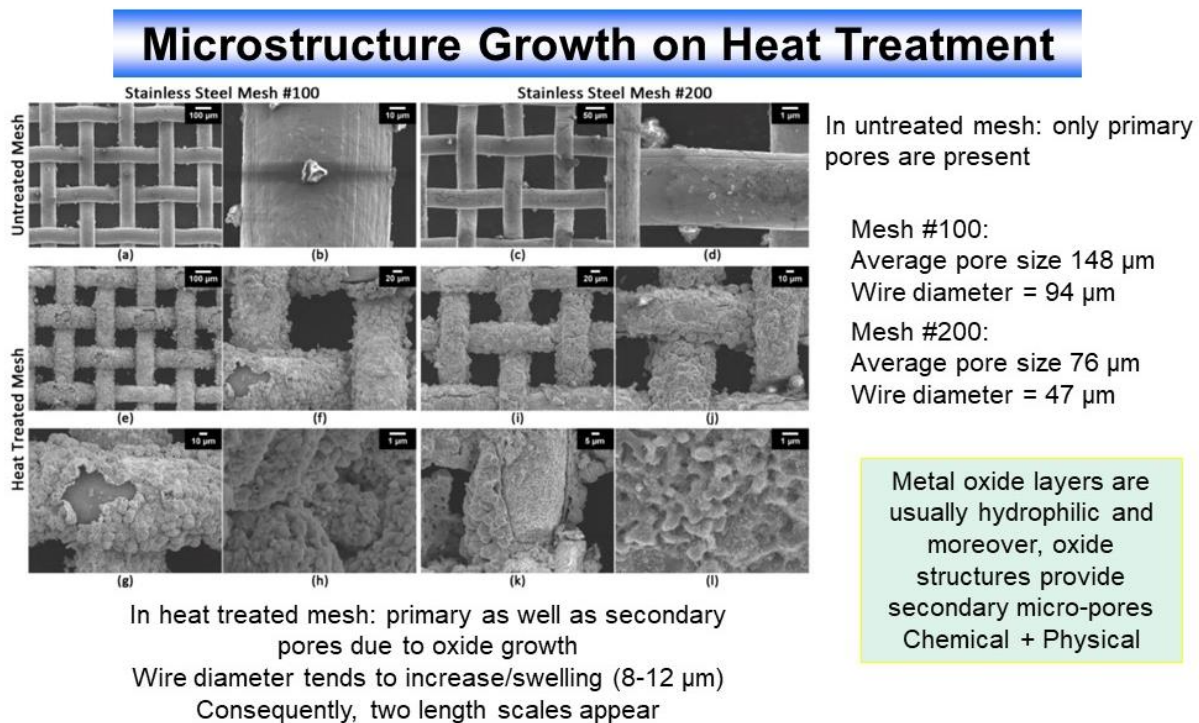 Microstructure Growth on Heat Treatment
Stainless Steel Mesh #100
Stainless Steel Mesh #200
Untreated Mesh
100 µm
10 µm
50 µm
1 µm
(a)
(b)
(c)
(d)
Heat Treated Mesh
100 µm
20 µm
20 µm
10 µm
(e)
(f)
(i)
(j)
10 µm
1 µm
5 µm
1 µm
(g)
(h)
(k)
(l)
In heat treated mesh: primary as well as secondary
pores due to oxide growth
Wire diameter tends to increase/swelling (8-12 µm)
Consequently, two length scales appear
In untreated mesh: only primary
pores are present
Mesh #100:
Average pore size 148 µm
Wire diameter = 94 µm
Mesh #200:
Average pore size 76 µm
Wire diameter = 47 µm
Metal oxide layers are
usually hydrophilic and
moreover, oxide
structures provide
secondary micro-pores
Chemical + Physical